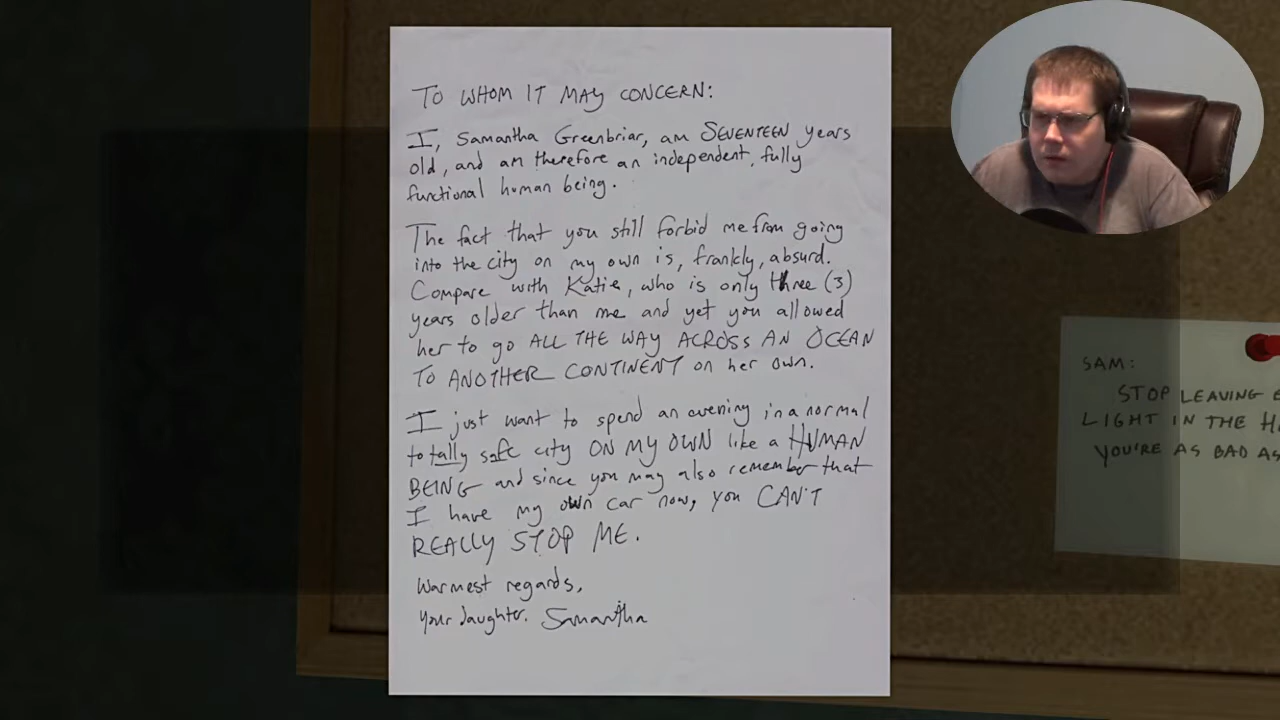 TO WHOM IT MAY CONCERN:
I, Samantha Greenbriar, am SEVENTEEN years
old, and am therefore an independent, fully
functional human being.
The fact that you still forbid me from going
into the city on my own is, frankly, absurd.
Compare with Katie, who is only three (3)
years older than me and yet you allowed
her to go ALL THE WAY ACROSS AN OCEAN
TO ANOTHER CONTINENT on her own.
I just want to spend an evening in a normal
totally safe city ON MY OWN like a HUMAN
BEING and since you may also remember that
I have my own car now, you CAN'T
REALLY STOP ME.
Warmest regards,
Your daughter. Samantha
SAM:
STOP LEAVING
LIGHT IN THE
YOU'RE AS BAD AS